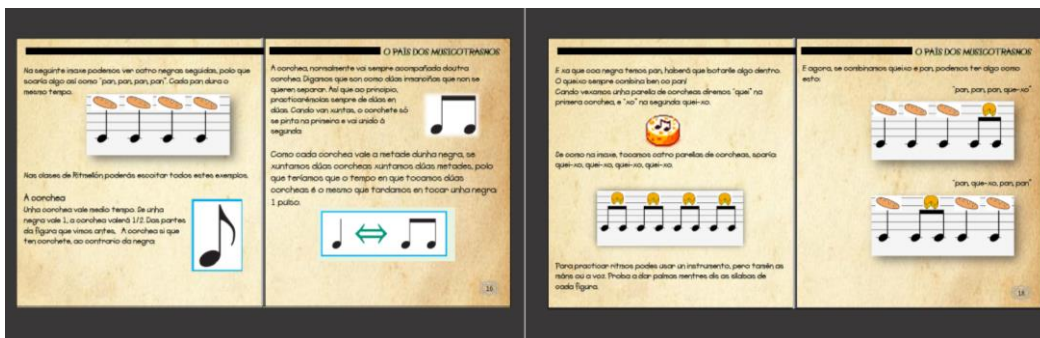 Na seguinte imaxe podemos ver catro negras seguidas, polo que
soaría algo así como "pan, pan, pan, pan". Cada pan dura o
mesmo tempo.
Nas clases de Ritmellón poderás escoitar todos estes exemplos.
A corchea
Unha corchea vale medio tempo. Se unha
negra vale 1, a corchea valerá 1/2. Das partes
da figura que vimos antes, A corchea si que
ten corchete, ao contrario da negra.
O PAÍS DOS MUSICOTRASNOS
A corchea, normalmente vai sempre acompañada doutra
corchea. Digamos que son como dúas irmanciñas que non se
queren separar. Así que ao principio,
practicarémolas sempre de dúas en
dúas. Cando van xuntas, o corchete só
se pinta na primeira e vai unido á
segunda.
Como cada corchea vale a metade dunha negra, se
xuntamos dúas corcheas xuntamos dúas metades, polo
que teríamos que o tempo en que tocamos dúas
corcheas é o mesmo que tardamos en tocar unha negra:
1 pulso.
16
E xa que coa negra temos pan, haberá que botarlle algo dentro.
O queixo sempre combina ben co pan!
Cando vexamos unha parella de corcheas diremos "quei" na
primeira corchea, e "xo" na segunda: quei-xo.
Se como na imaxe, tocamos catro parellas de corcheas, soaría:
quei-xo, quei-xo, quei-xo, quei-xo.
Para practicar ritmos podes usar un instrumento, pero tamén as
máns ou a voz. Proba a dar palmas mentres dis as sílabas de
cada figura.
O PAÍS DOS MUSICOTRASNOS
E agora, se combinamos queixo e pan, podemos ter algo como
esto:
"pan, pan, pan, que-xo"
"pan, que-xo, pan, pan"
18